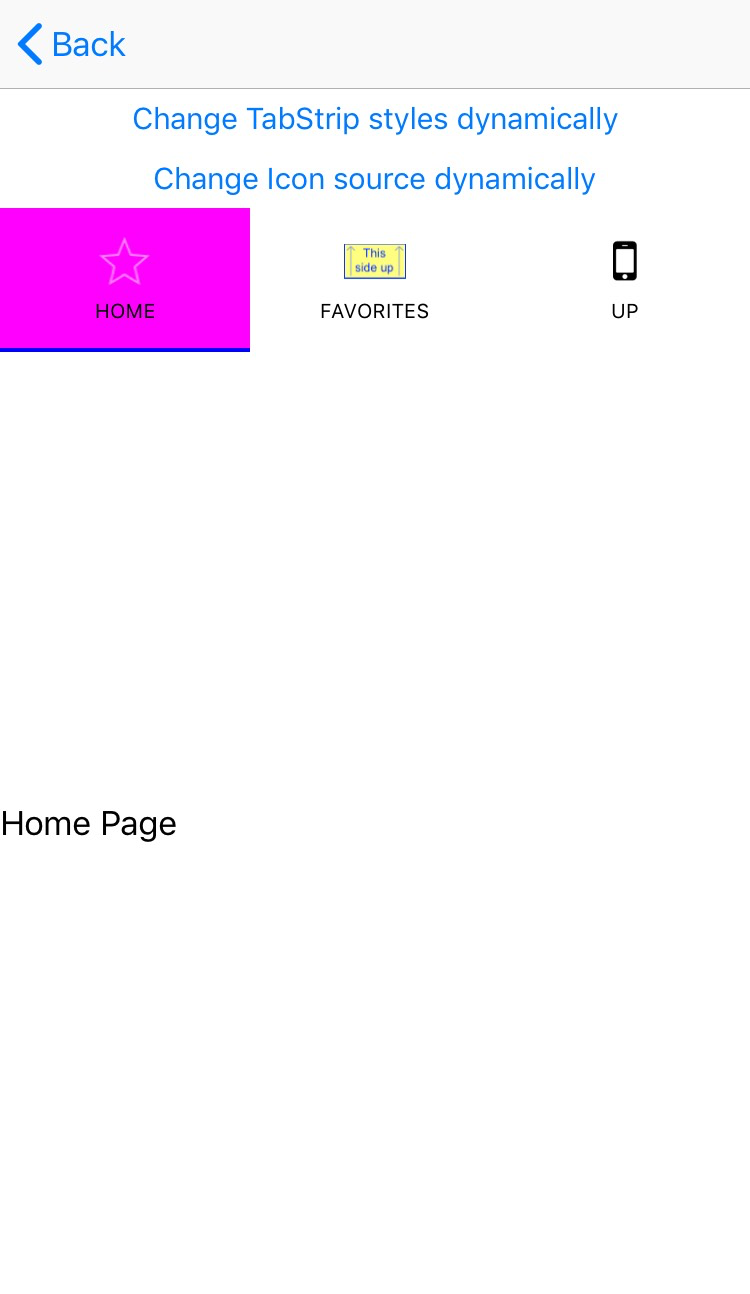 Back
Change TabStrip styles dynamically
Change Icon source dynamically
This
side up
HOME
FAVORITES
UP
Home Page